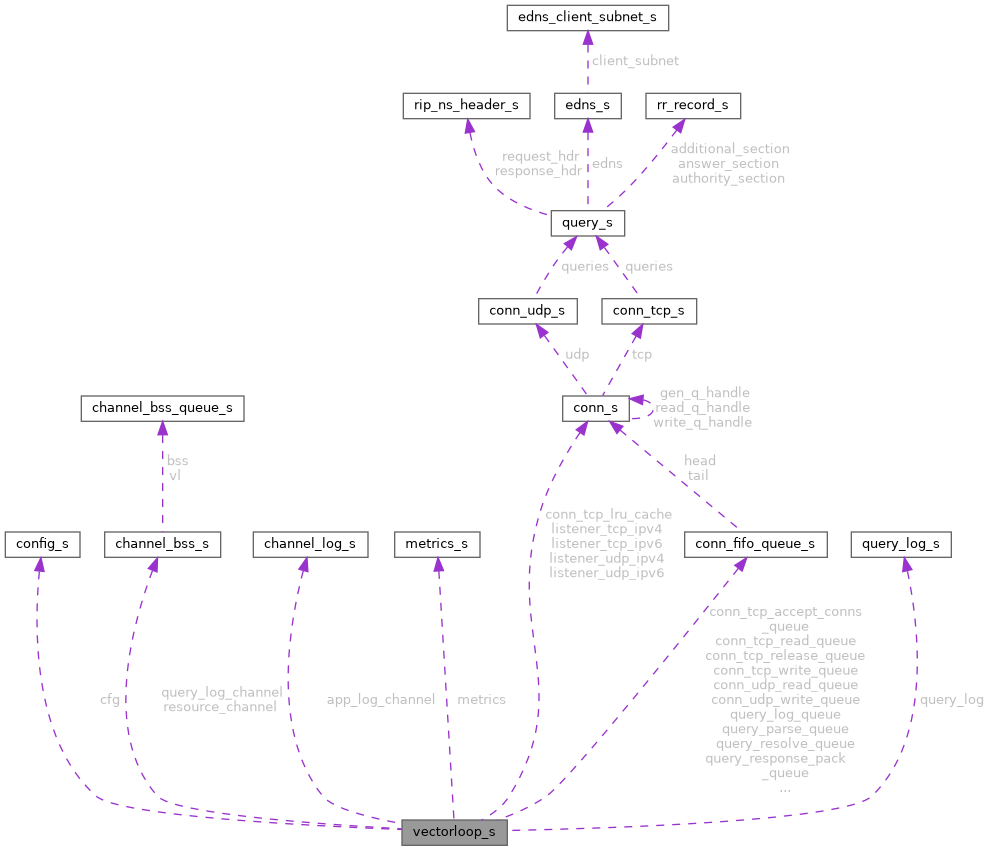 edns_client_subnet_s
client_subnet
rip_ns_header_s
edns_s
rr_record_s
request_hdr
response_hdr
edns
additional_section
answer_section
authority_section
query_s
queries
queries
conn_udp_s
conn_tcp_s
udp
tcp
channel_bss_queue_s
conn_s
gen_q_handle
read_q_handle
write_q_handle
bss
vl
head
tail
conn_tcp_lru_cache
listener_tcp_ipv4
listener_tcp_ipv6
listener_udp_ipv4
listener_udp_ipv6
config_s
channel_bss_s
channel_log_s
metrics_s
conn_fifo_queue_s
query_log_s
cfg
query_log_channel
resource_channel
app_log_channel
metrics
conn_tcp_accept_conns
_queue
conn_tcp_read_queue
conn_tcp_release_queue
conn_tcp_write_queue
conn_udp_read_queue
conn_udp_write_queue
query_log_queue
query_parse_queue
query_resolve_queue
query_response_pack
_queue
...
query_log
vectorloop_s